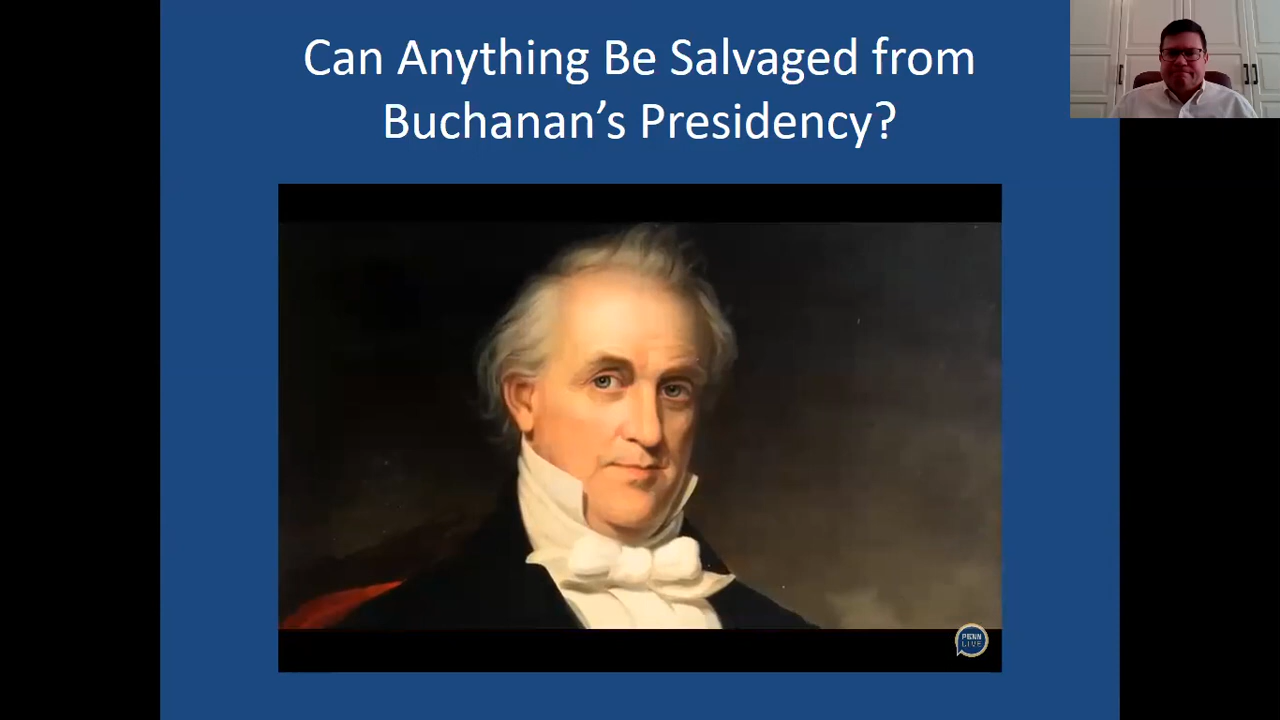 Can Anything Be Salvaged from
Buchanan’s Presidency?
PENN
LIVE